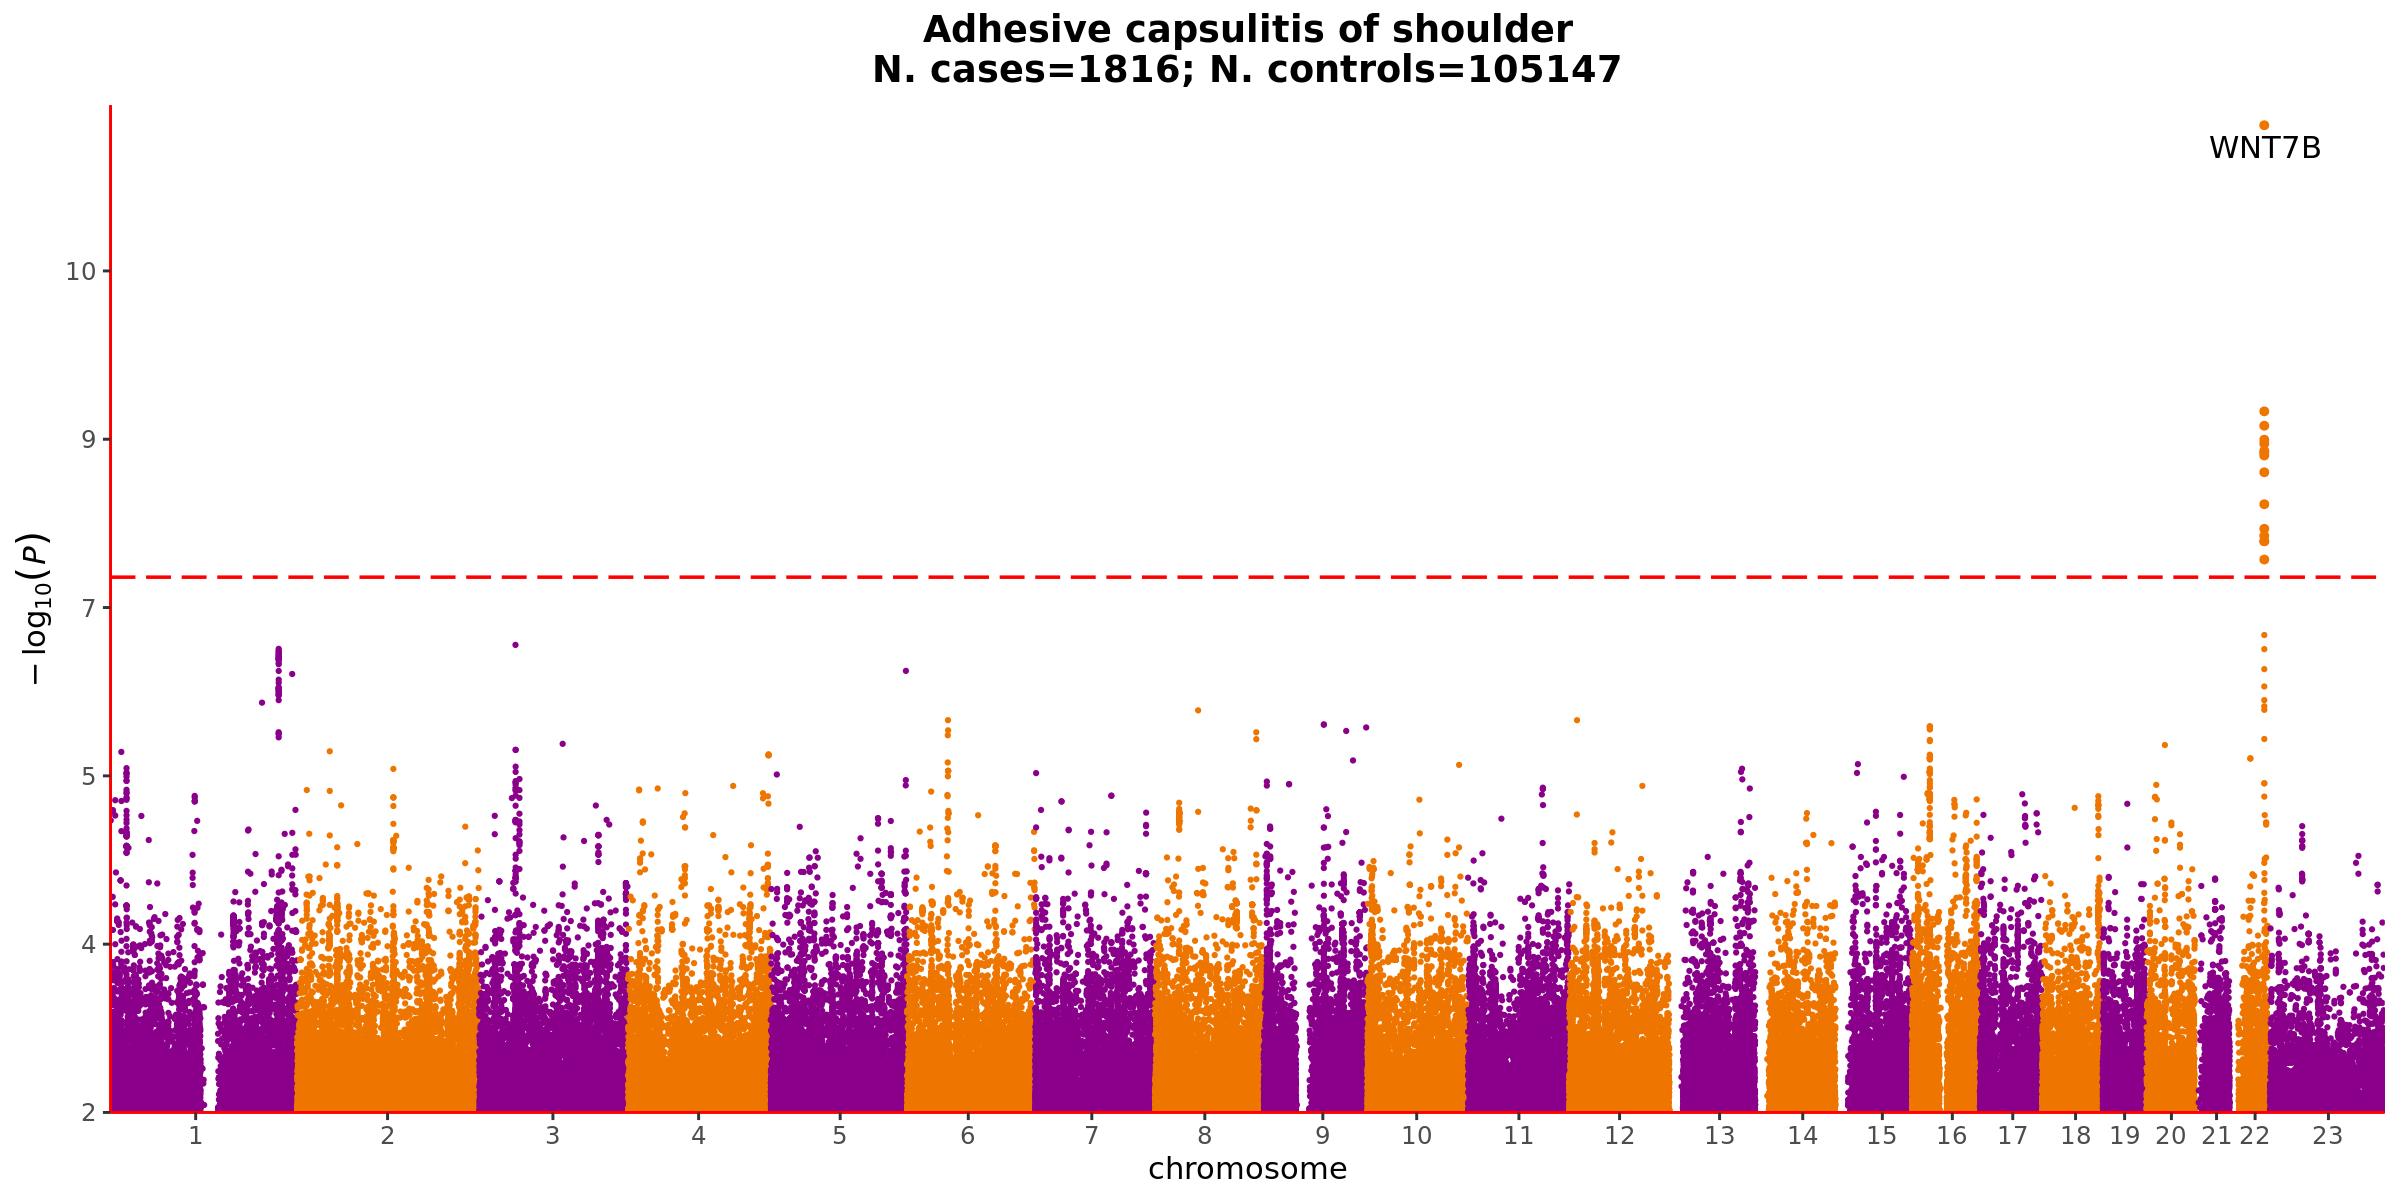 Adhesive capsulitis of shoulder
N. cases=1816; N. controls=105147
WNT7B
10
9
7
5
4
2
−log₁₀(P)
1 2 3 4 5 6 7 8 9 10 11 12 13 14 15 16 17 18 19 20 21 22 23
chromosome